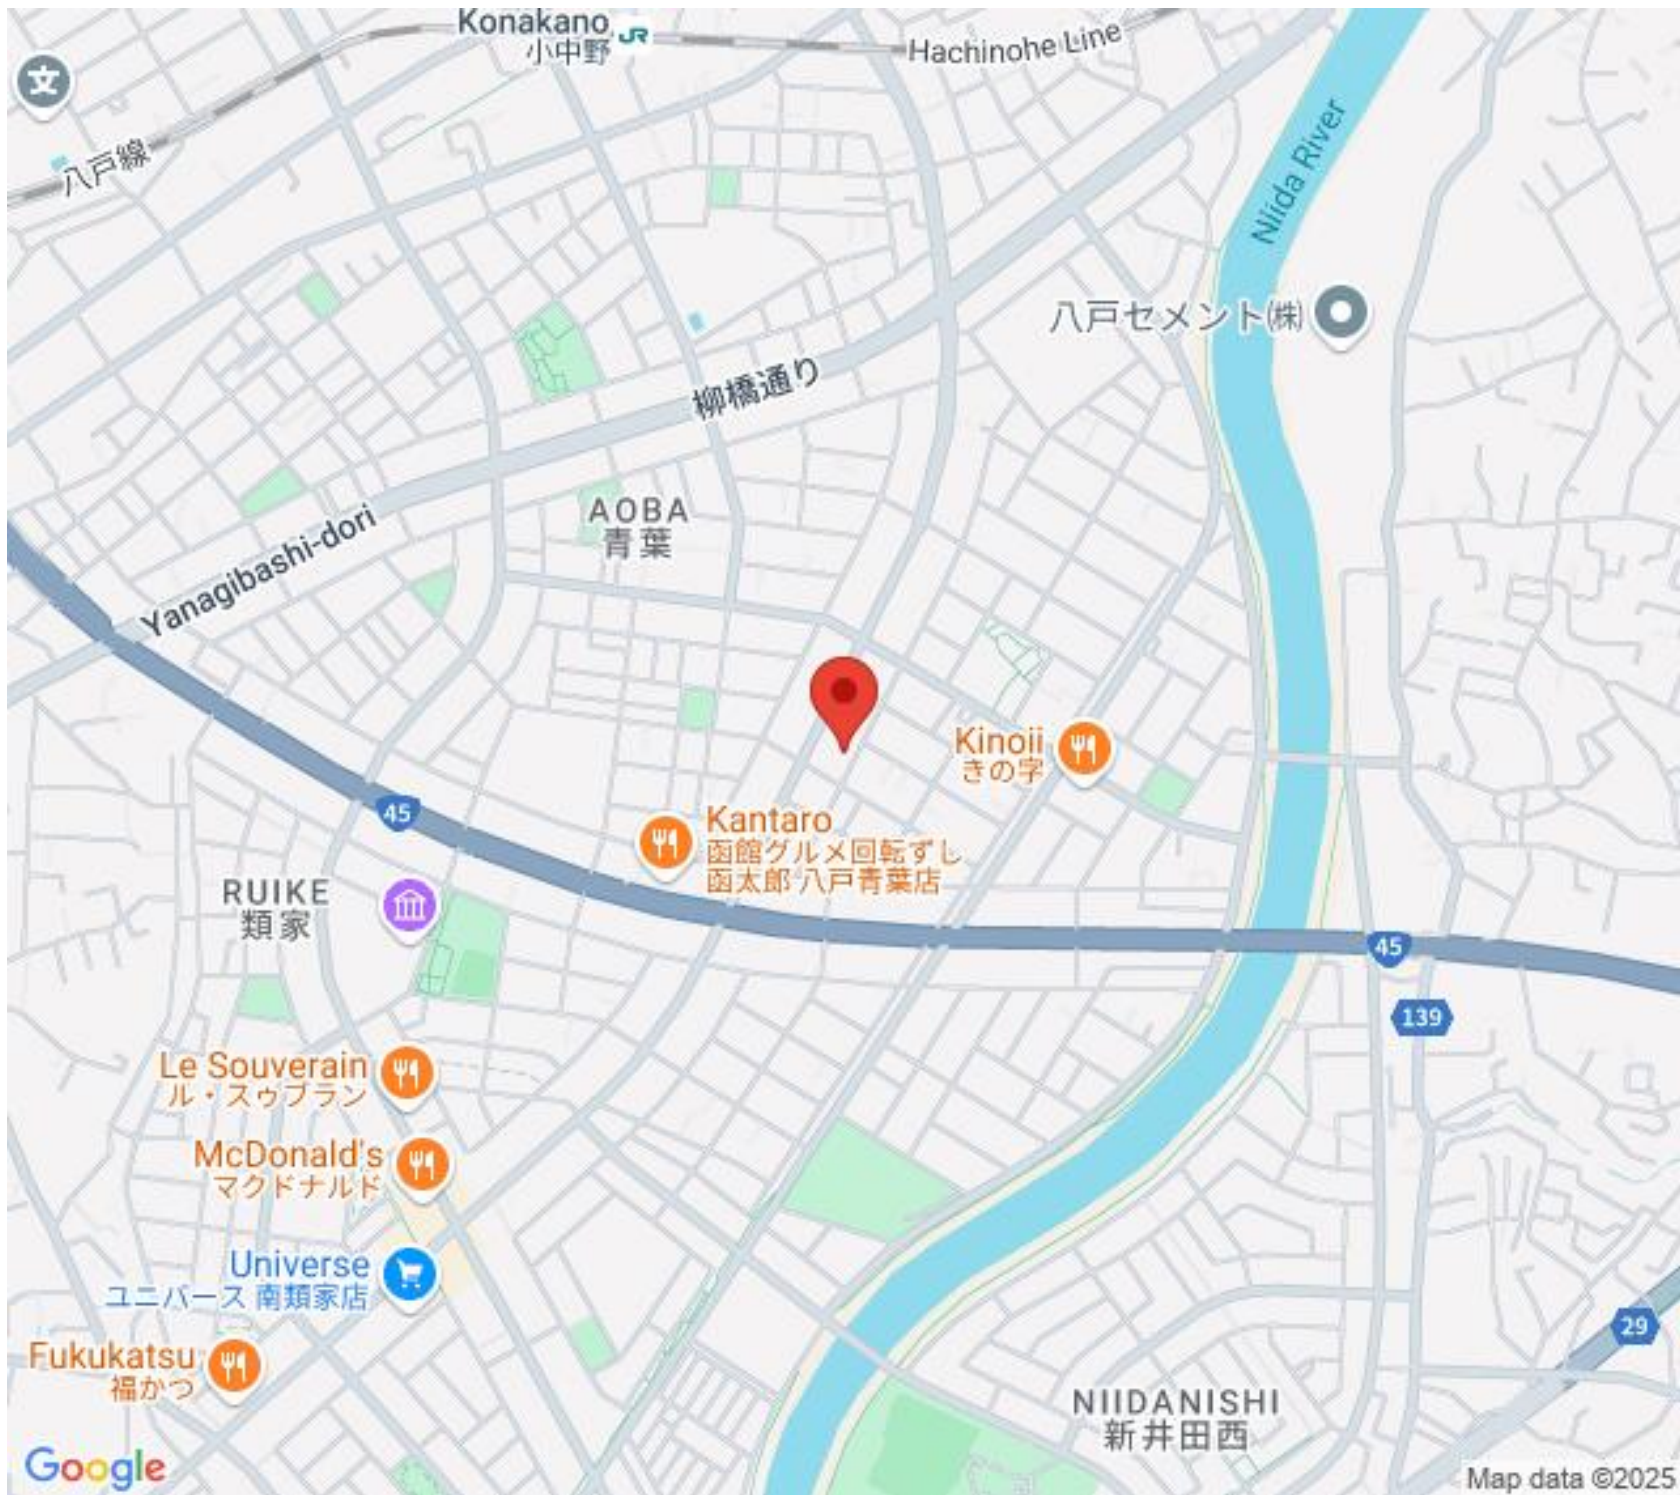 Konakano
小中野
JR
Hachinohe Line
文
八戸線
Niida River
八戸セメント㈱
柳橋通り
AOBA
青葉
Yanagibashi-dori
Kinoji
きの字
45
Kantaro
函館グルメ回転ずし
函太郎 八戸青葉店
RUIKE
類家
45
139
Le Souverain
ル・スゥブラン
McDonald's
マクドナルド
Universe
ユニバース 南類家店
29
Fukukatsu
福かつ
NIIDANISHI
新井田西
Google
Map data ©2025